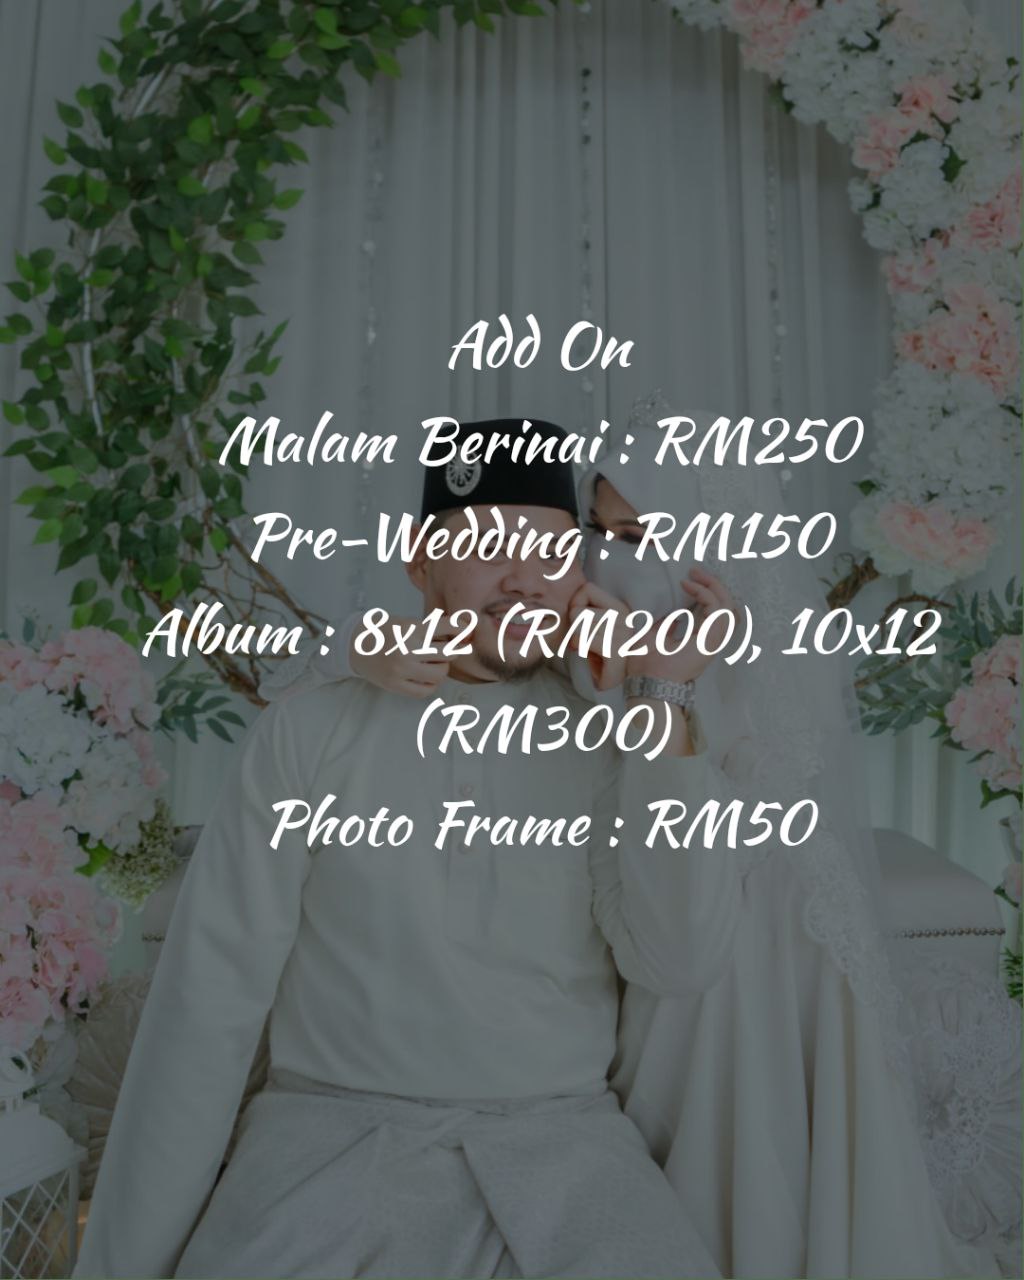 Add On
Malam Berinai : RM250
Pre-Wedding : RM150
Album : 8x12 (RM200), 10x12
(RM300)
Photo Frame : RM50